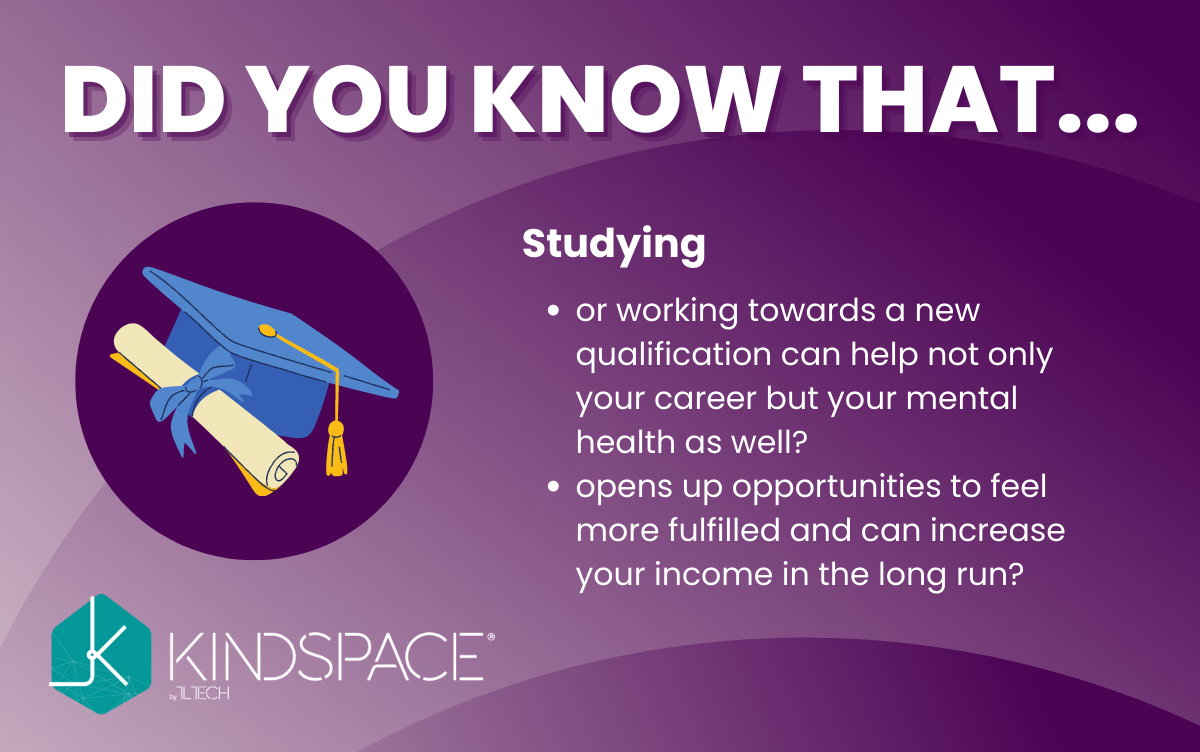 DID YOU KNOW THAT...
Studying
• or working towards a new
qualification can help not only
your career but your mental
health as well?
• opens up opportunities to feel
more fulfilled and can increase
your income in the long run?
KINDSPACE®
by TLTECH